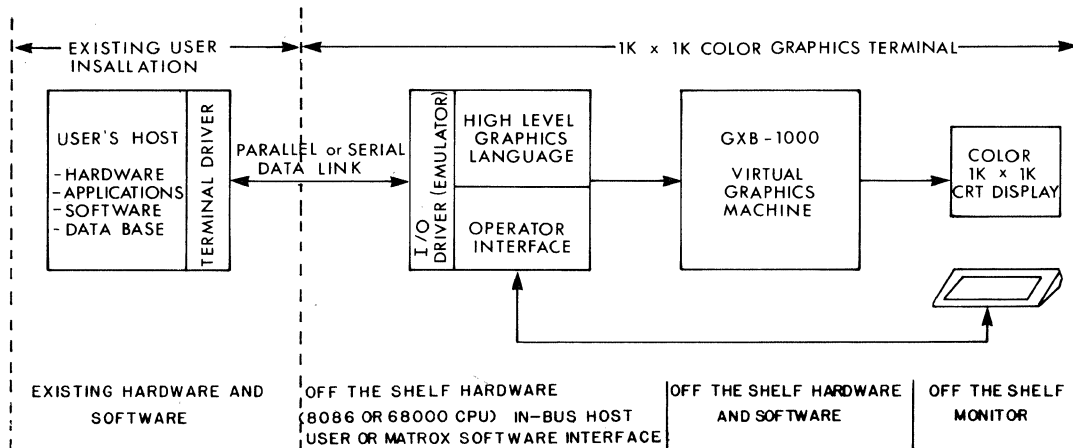 EXISTING USER
INSALLATION
1K x 1K COLOR GRAPHICS TERMINAL
USER'S HOST
-HARDWARE
-APPLICATIONS
-SOFTWARE
-DATA BASE
TERMINAL DRIVER
PARALLEL or SERIAL
DATA LINK
I/O
DRIVER (EMULATOR)
HIGH LEVEL
GRAPHICS
LANGUAGE
OPERATOR
INTERFACE
GXB-1000
VIRTUAL
GRAPHICS
MACHINE
COLOR
1K x 1K
CRT DISPLAY
EXISTING HARDWARE AND
SOFTWARE
OFF THE SHELF HARDWARE
(8086 OR 68000 CPU) IN-BUS HOST
USER OR MATROX SOFTWARE INTERFACE
OFF THE SHELF HARDWARE
AND SOFTWARE
OFF THE SHELF
MONITOR